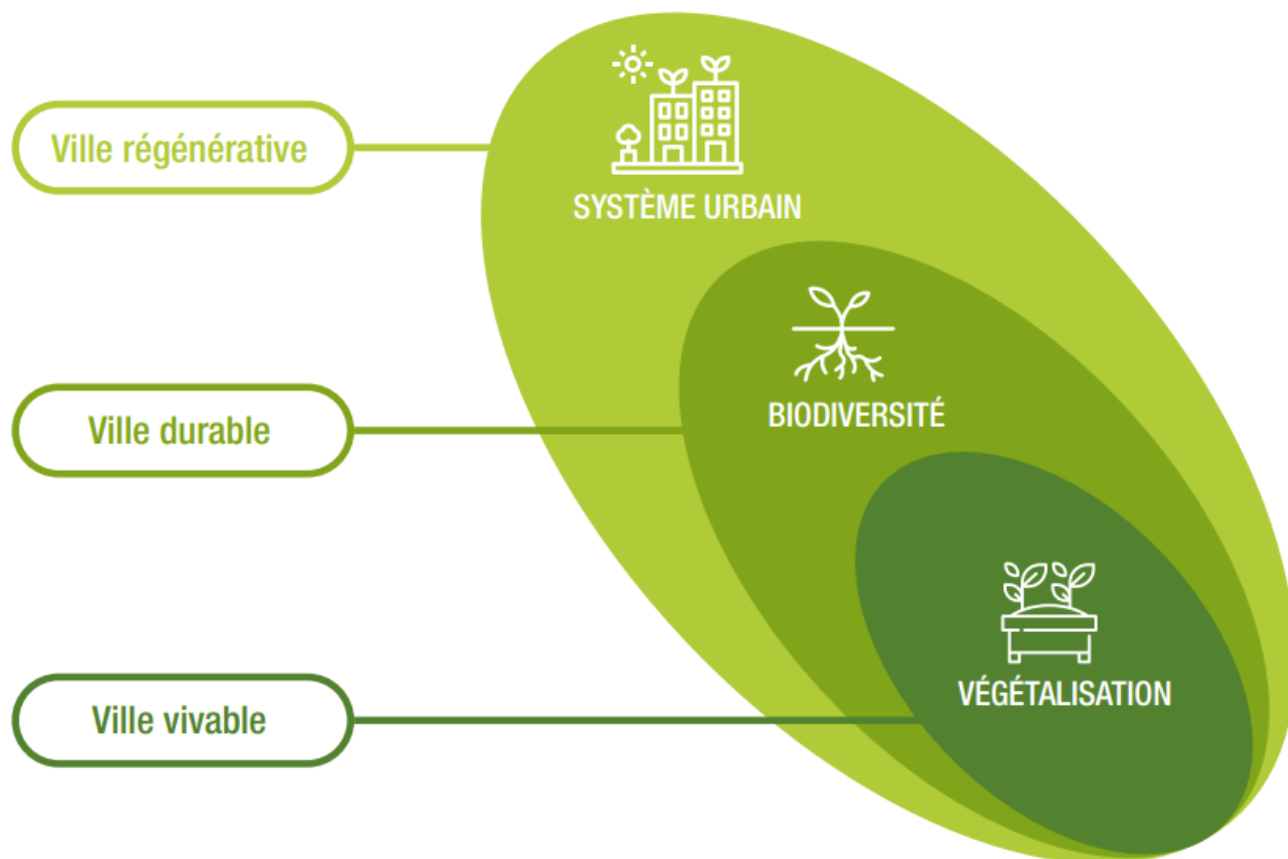 Ville régénérative
SYSTÈME URBAIN
Ville durable
BIODIVERSITÉ
Ville vivable
VÉGÉTALISATION